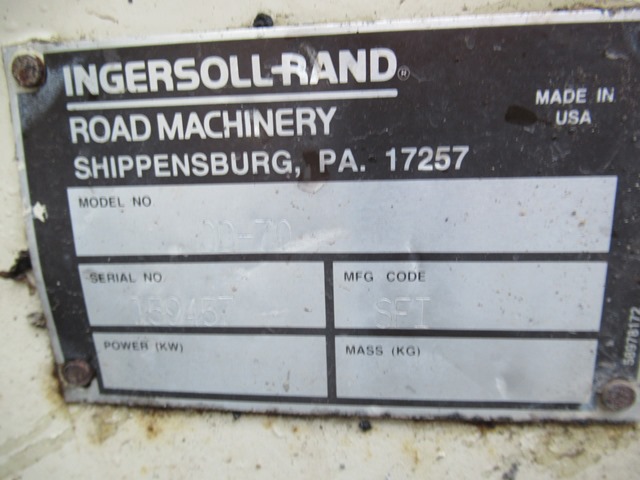 INGERSOLL-RAND®
ROAD MACHINERY
MADE IN
USA
SHIPPENSBURG, PA. 17257
MODEL NO
SERIAL NO
MFG CODE
SFI
POWER (KW)
MASS (KG)